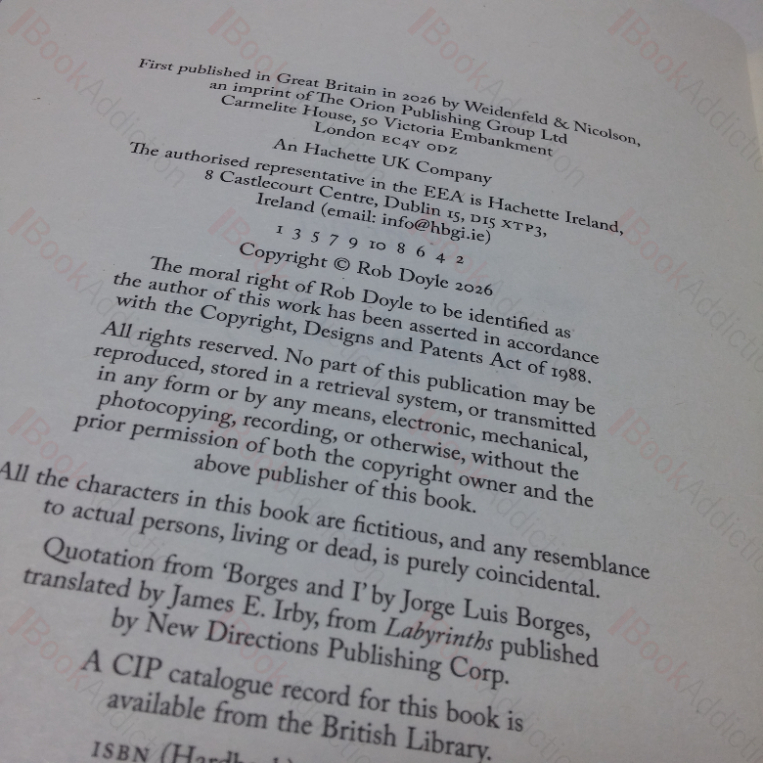 First published in Great Britain in 2026 by Weidenfeld & Nicolson,
an imprint of The Orion Publishing Group Ltd
Carmelite House, 50 Victoria Embankment
London EC4Y 0DZ
An Hachette UK Company
The authorised representative in the EEA is Hachette Ireland,
8 Castlecourt Centre, Dublin 15, D15 XTP3,
Ireland (email: info@hbgi.ie)
1 3 5 7 9 10 8 6 4 2
Copyright © Rob Doyle 2026
The moral right of Rob Doyle to be identified as
the author of this work has been asserted in accordance
with the Copyright, Designs and Patents Act of 1988.
All rights reserved. No part of this publication may be
reproduced, stored in a retrieval system, or transmitted
in any form or by any means, electronic, mechanical,
photocopying, recording, or otherwise, without the
prior permission of both the copyright owner and the
above publisher of this book.
All the characters in this book are fictitious, and any resemblance
to actual persons, living or dead, is purely coincidental.
Quotation from ‘Borges and I’ by Jorge Luis Borges,
translated by James E. Irby, from Labyrinths published
by New Directions Publishing Corp.
A CIP catalogue record for this book is
available from the British Library.
ISBN